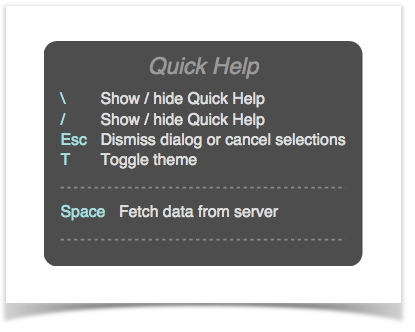 Quick Help
\ Show / hide Quick Help
/ Show / hide Quick Help
Esc Dismiss dialog or cancel selections
T Toggle theme
Space Fetch data from server